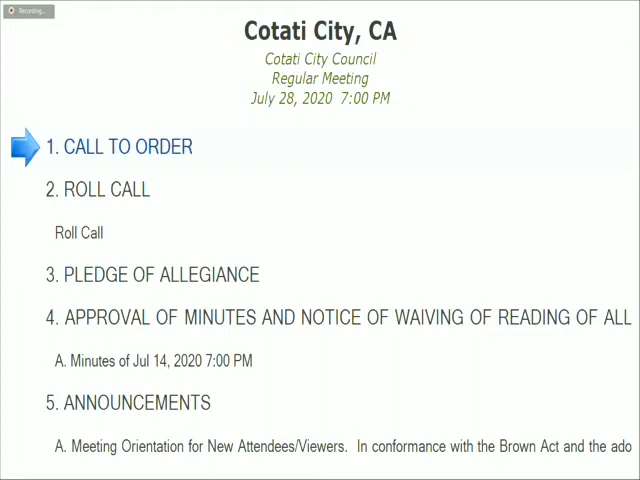 Recording...
Cotati City, CA
Cotati City Council
Regular Meeting
July 28, 2020 7:00 PM
1. CALL TO ORDER
2. ROLL CALL
Roll Call
3. PLEDGE OF ALLEGIANCE
4. APPROVAL OF MINUTES AND NOTICE OF WAIVING OF READING OF ALL
A. Minutes of Jul 14, 2020 7:00 PM
5. ANNOUNCEMENTS
A. Meeting Orientation for New Attendees/Viewers. In conformance with the Brown Act and the ado